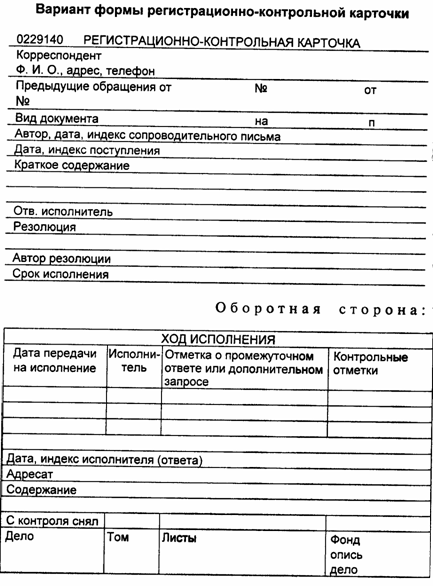 Вариант формы регистрационно-контрольной карточки
0229140 РЕГИСТРАЦИОННО-КОНТРОЛЬНАЯ КАРТОЧКА
Корреспондент
Ф. И. О., адрес, телефон
Предыдущие обращения от № от
№
Вид документа на п
Автор, дата, индекс сопроводительного письма
Дата, индекс поступления
Краткое содержание
Отв. исполнитель
Резолюция
Автор резолюции
Срок исполнения
Оборотная сторона:
ХОД ИСПОЛНЕНИЯ
Дата передачи на исполнение
Исполни-
тель
Отметка о промежуточном
ответе или дополнительном
запросе
Контрольные
отметки
Дата, индекс исполнителя (ответа)
Адресат
Содержание
С контроля снял
Дело Том Листы Фонд
опись
дело